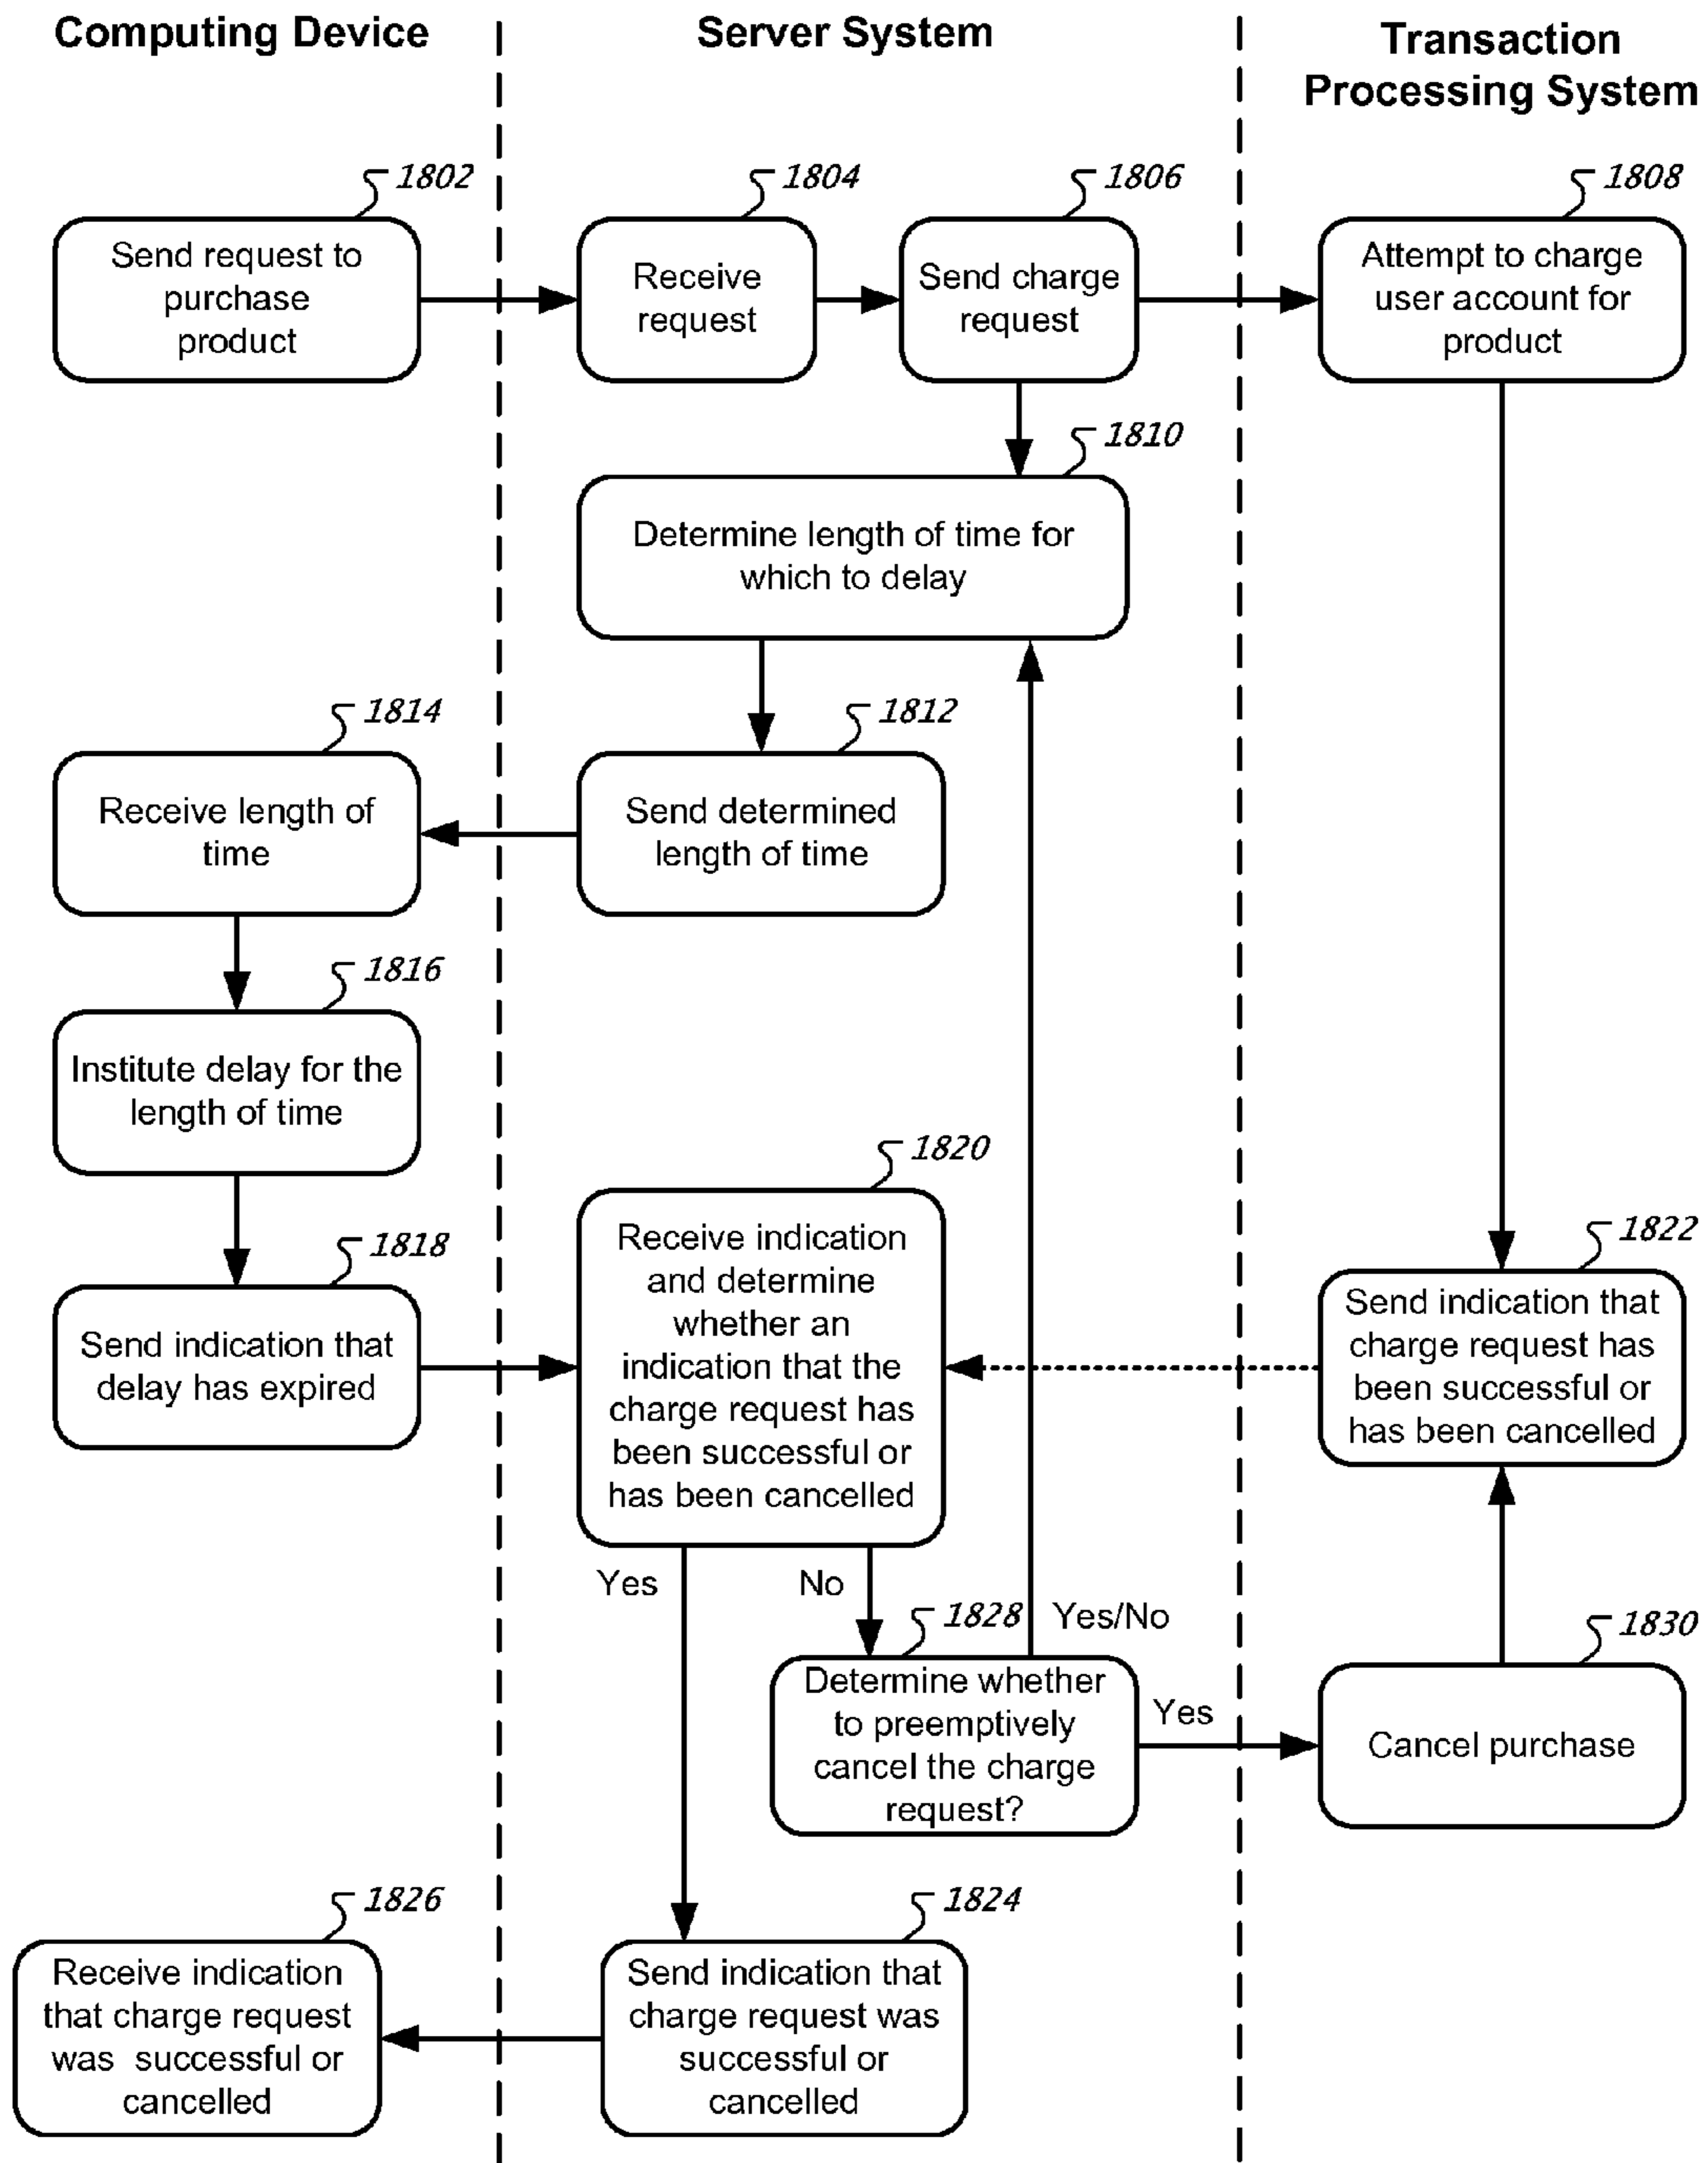 Computing Device
Server System
Transaction
Processing System
1802
Send request to
purchase
product
1804
Receive
request
1806
Send charge
request
1808
Attempt to charge
user account for
product
1810
Determine length of time for
which to delay
1812
Send determined
length of time
1814
Receive length of
time
1816
Institute delay for the
length of time
1818
Send indication that
delay has expired
1820
Receive indication
and determine
whether an
indication that the
charge request has
been successful or
has been cancelled
1822
Send indication that
charge request has
been successful or
has been cancelled
Yes
No
1828
Yes/No
Determine whether
to preemptively
cancel the charge
request?
Yes
1830
Cancel purchase
1824
Send indication that
charge request was
successful or
cancelled
1826
Receive indication
that charge request
was successful or
cancelled